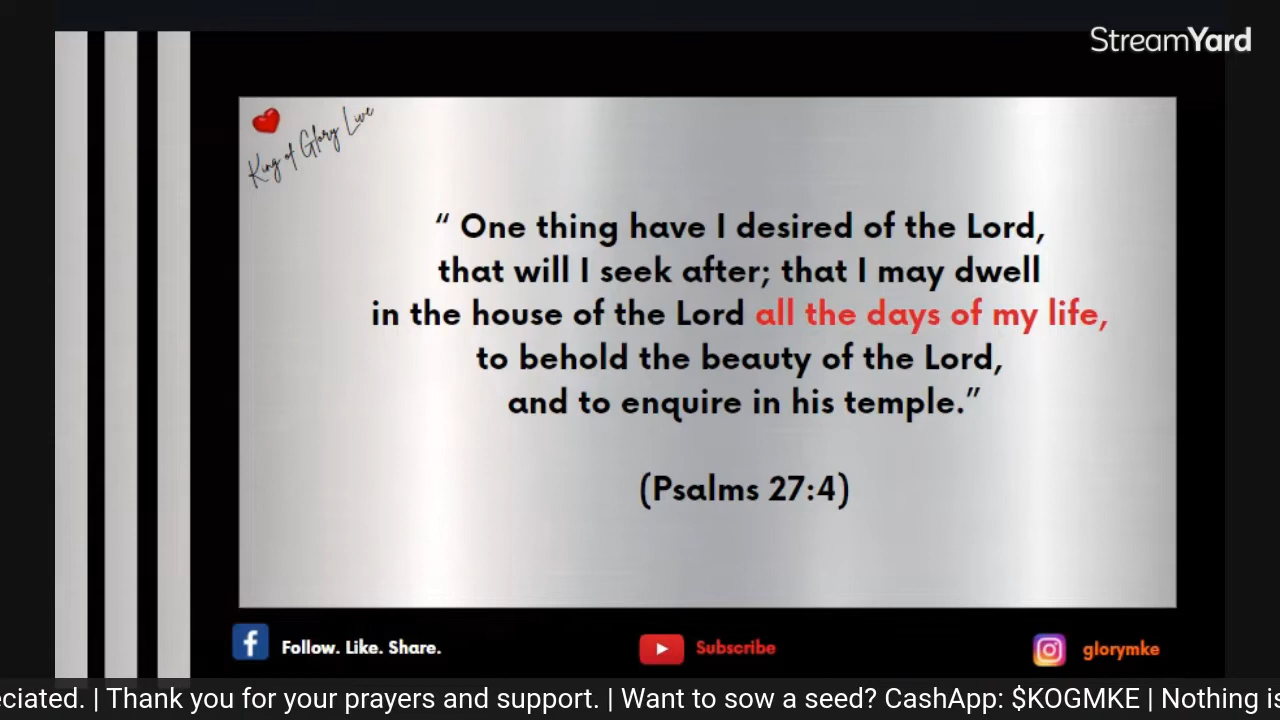 StreamYard
King of Glory Live
“ One thing have I desired of the Lord,
that will I seek after; that I may dwell
in the house of the Lord all the days of my life,
to behold the beauty of the Lord,
and to enquire in his temple.”
(Psalms 27:4)
Follow. Like. Share.
Subscribe
glorymke
eciated. | Thank you for your prayers and support. | Want to sow a seed? CashApp: $KOGMKE | Nothing is